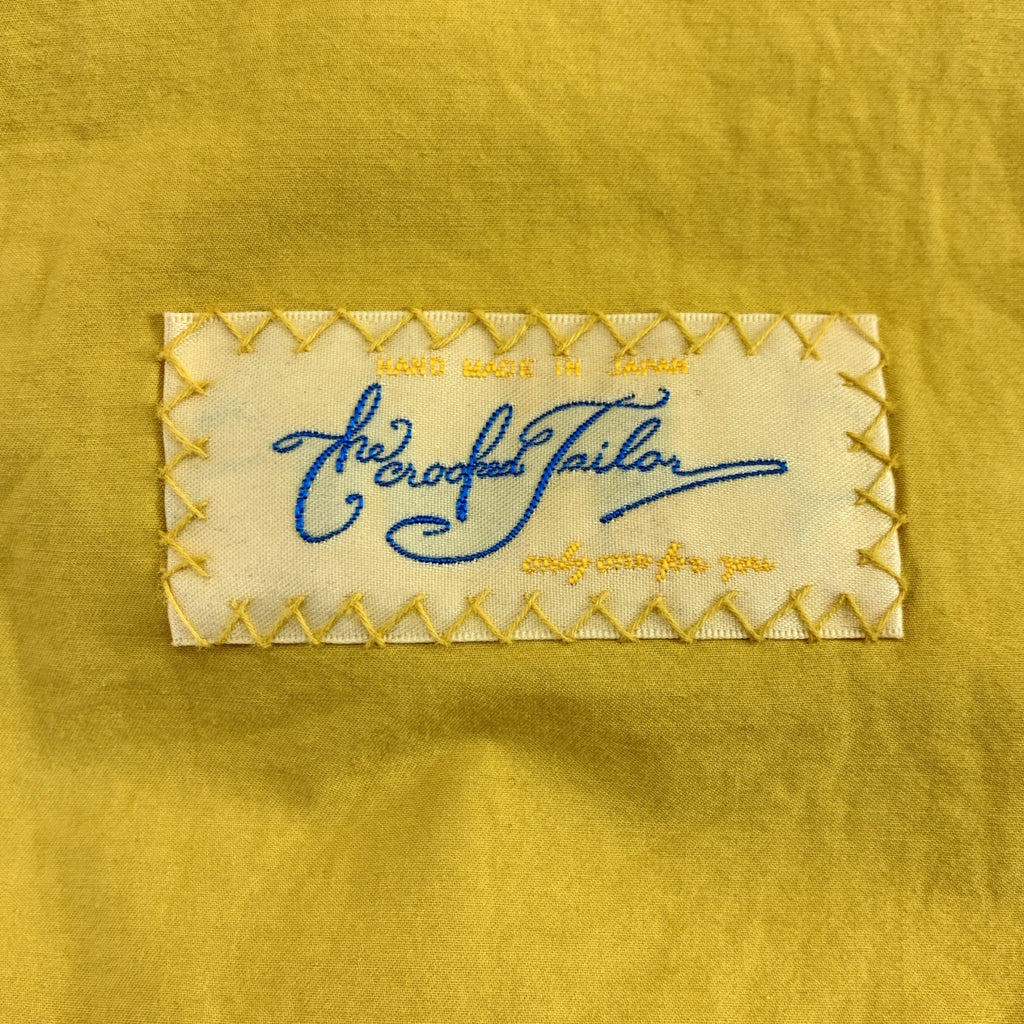 HAND MADE IN JAPAN
The crooked Tailor
only one for you